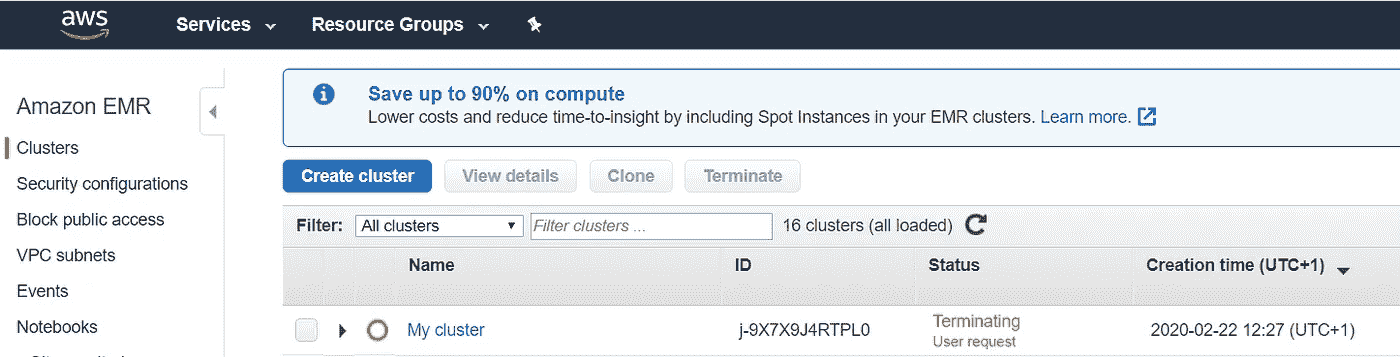 aws Services Resource Groups
Amazon EMR
Clusters
Security configurations
Block public access
VPC subnets
Events
Notebooks
Save up to 90% on compute
Lower costs and reduce time-to-insight by including Spot Instances in your EMR clusters. Learn more.
Create cluster View details Clone Terminate
Filter: All clusters Filter clusters ... 16 clusters (all loaded)
Name ID Status Creation time (UTC+1)
My cluster j-9X7X9J4RTPL0 Terminating 2020-02-22 12:27 (UTC+1)
User request